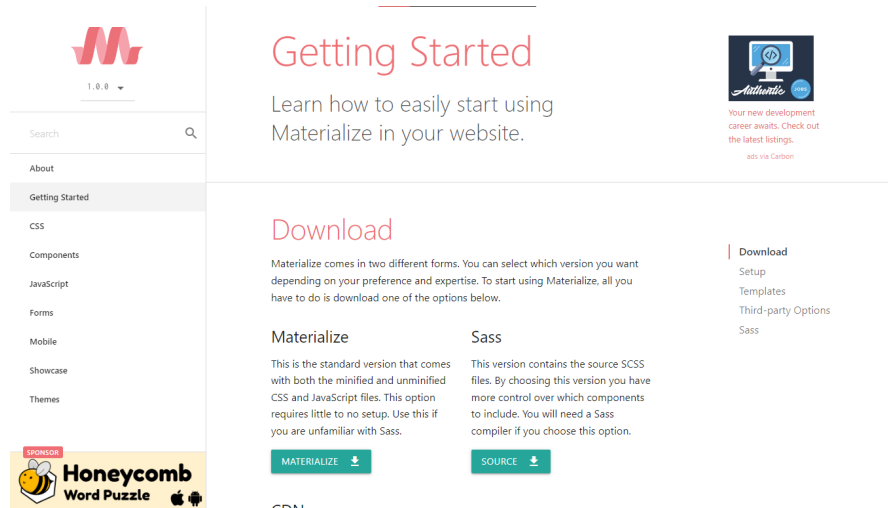 1.0.0
Search
About
Getting Started
CSS
Components
JavaScript
Forms
Mobile
Showcase
Themes
SPONSOR
Honeycomb
Word Puzzle
Getting Started
Learn how to easily start using
Materialize in your website.
Authentic
JOBS
Your new development
career awaits. Check out
the latest listings.
ads via Carbon
Download
Materialize comes in two different forms. You can select which version you want
depending on your preference and expertise. To start using Materialize, all you
have to do is download one of the options below.
Materialize
This is the standard version that comes
with both the minified and unminified
CSS and JavaScript files. This option
requires little to no setup. Use this if
you are unfamiliar with Sass.
MATERIALIZE
Sass
This version contains the source SCSS
files. By choosing this version you have
more control over which components
to include. You will need a Sass
compiler if you choose this option.
SOURCE
CDN
Download
Setup
Templates
Third-party Options
Sass